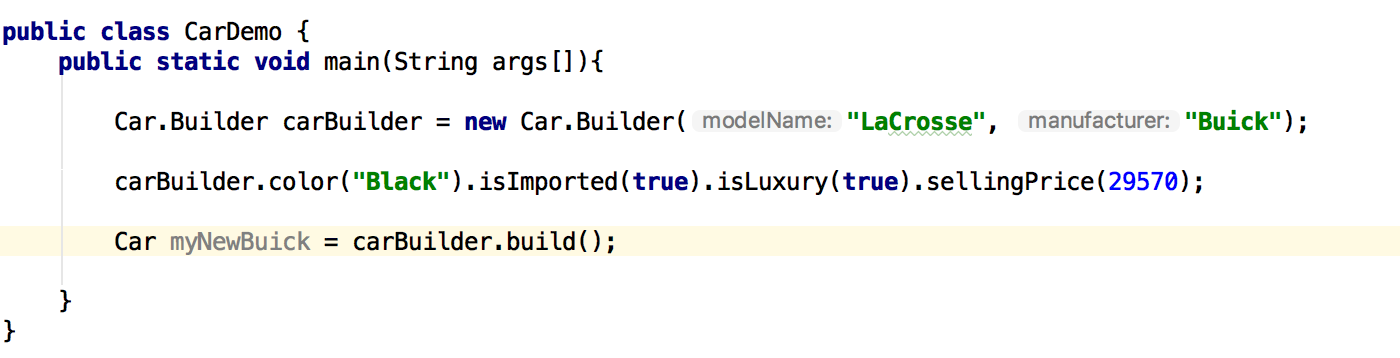 public class CarDemo {
public static void main(String args[]){
Car.Builder carBuilder = new Car.Builder( modelName: "LaCrosse", manufacturer: "Buick");
carBuilder.color("Black").isImported(true).isLuxury(true).sellingPrice(29570);
Car myNewBuick = carBuilder.build();
}
}